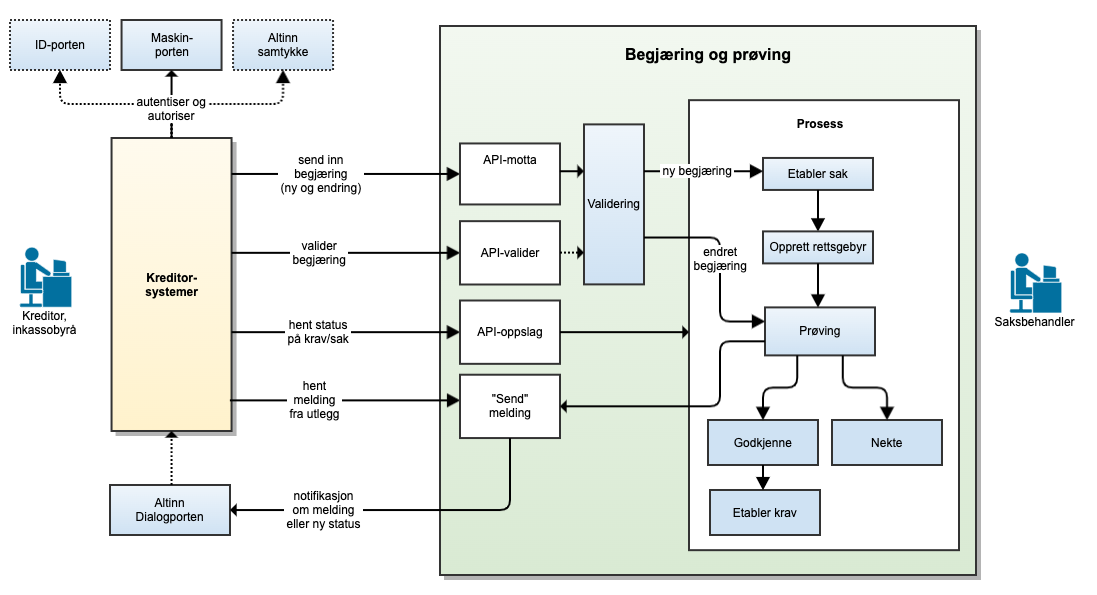 ID-porten
Maskin-
porten
Altinn
samtykke
autentiser og
autoriser
Kreditor,
inkassobyrå
Kreditor-
systemer
send inn
begjæring
(ny og endring)
valider
begjæring
hent status
på krav/sak
hent
melding
fra utlegg
Altinn
Dialogporten
notifikasjon
om melding
eller ny status
Begjæring og prøving
API-motta
API-valider
API-oppslag
"Send"
melding
Validering
ny begjæring
endret
begjæring
Prosess
Etabler sak
Opprett rettsgebyr
Prøving
Godkjenne
Nekte
Etabler krav
Saksbehandler